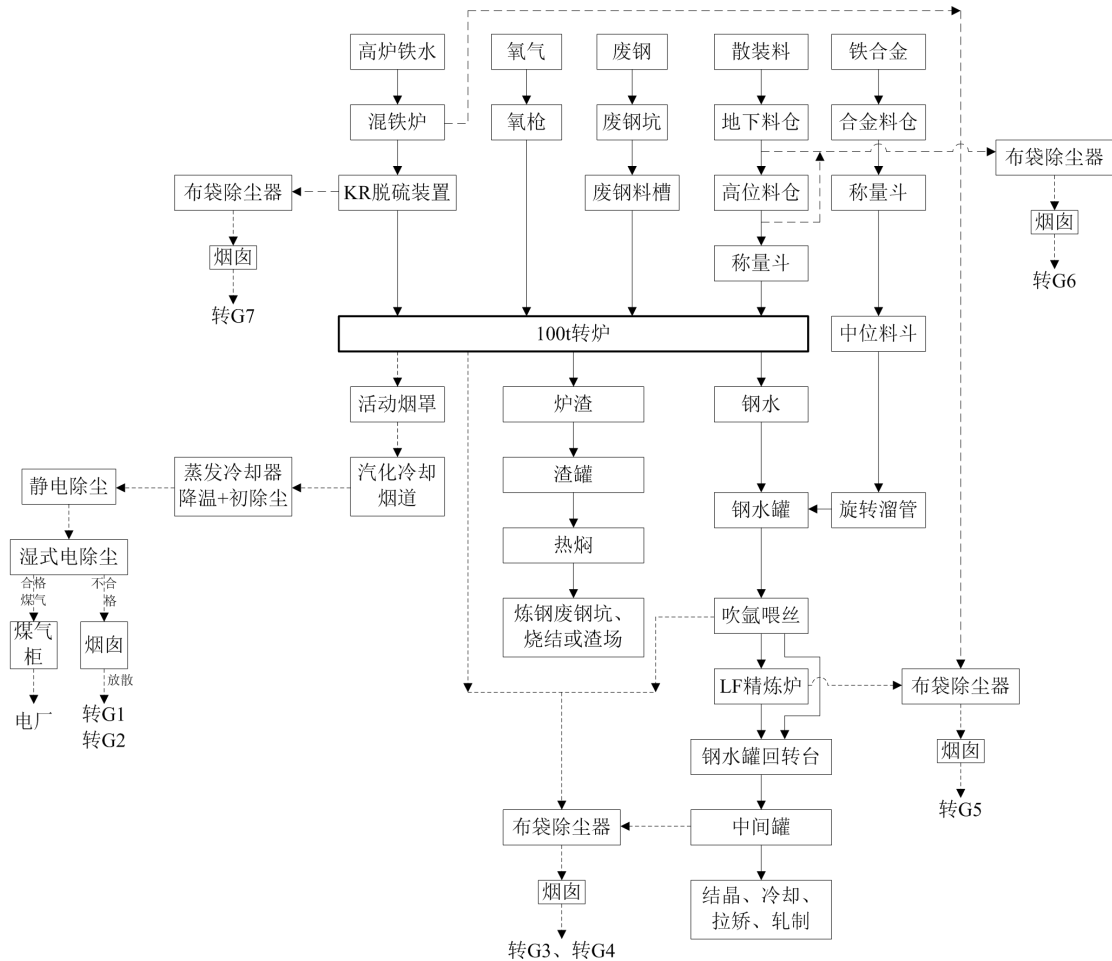 高炉铁水
氧气
废钢
散装料
铁合金
混铁炉
氧枪
废钢坑
地下料仓
合金料仓
布袋除尘器
布袋除尘器
KR脱硫装置
废钢料槽
高位料仓
称量斗
烟囱
烟囱
称量斗
转G7
转G6
100t转炉
中位料斗
活动烟罩
炉渣
钢水
静电除尘
蒸发冷却器
降温+初除尘
汽化冷却
烟道
渣罐
钢水罐
旋转溜管
湿式电除尘
热焖
合格
煤气
不合
格
煤气
柜
烟囱
炼钢废钢坑、
烧结或渣场
吹氩喂丝
放散
LF精炼炉
布袋除尘器
电厂
转G1
转G2
钢水罐回转台
烟囱
转G5
布袋除尘器
中间罐
烟囱
结晶、冷却、
拉矫、轧制
转G3、转G4